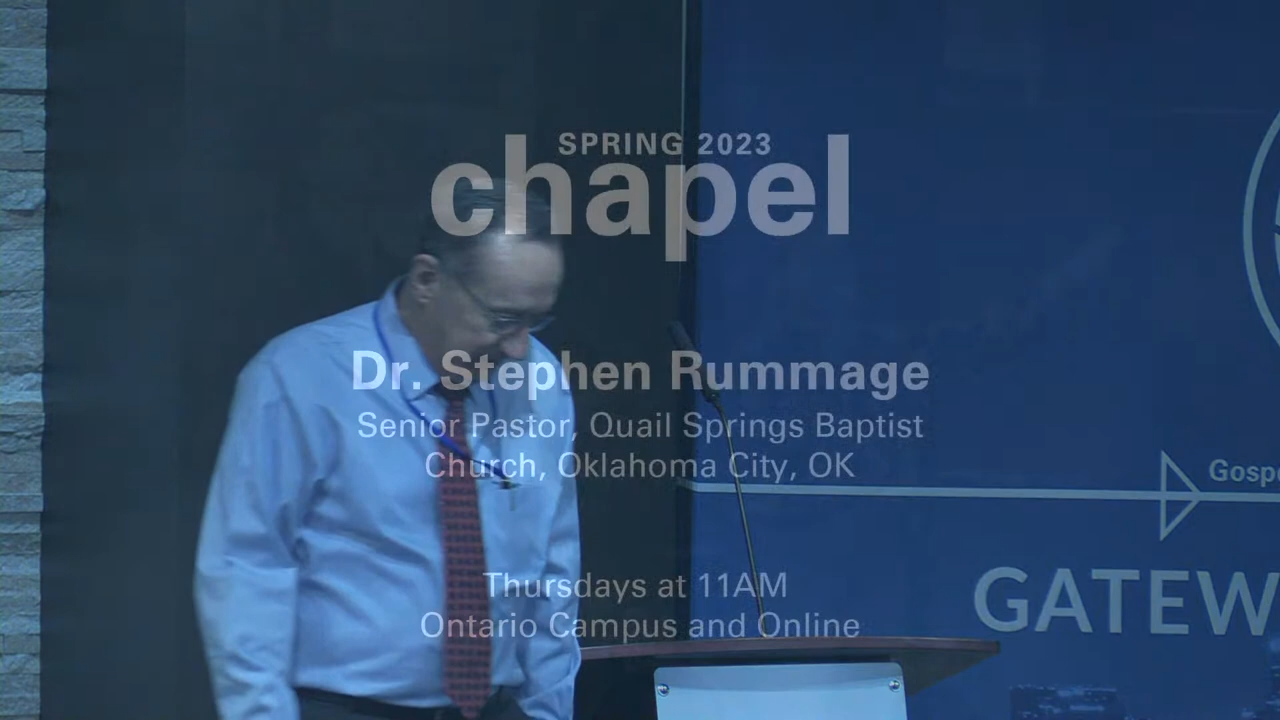 SPRING 2023
chapel
Dr. Stephen Rummage
Senior Pastor, Quail Springs Baptist
Church, Oklahoma City, OK
Gospe
GATEW
Thursdays at 11AM
Ontario Campus and Online